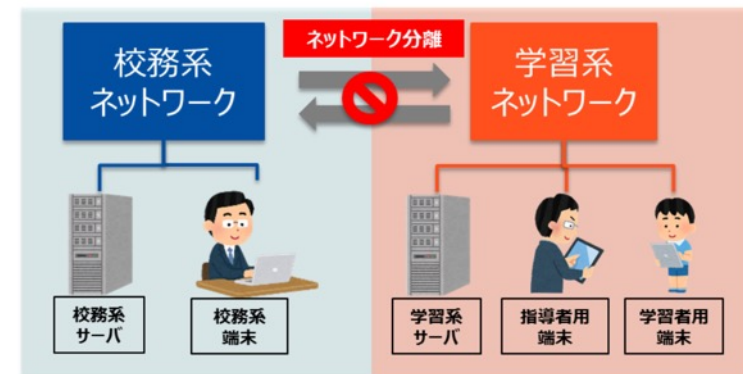 ネットワーク分離
校務系
ネットワーク
学習系
ネットワーク
校務系
サーバ
校務系
端末
学習系
サーバ
指導者用
端末
学習者用
端末